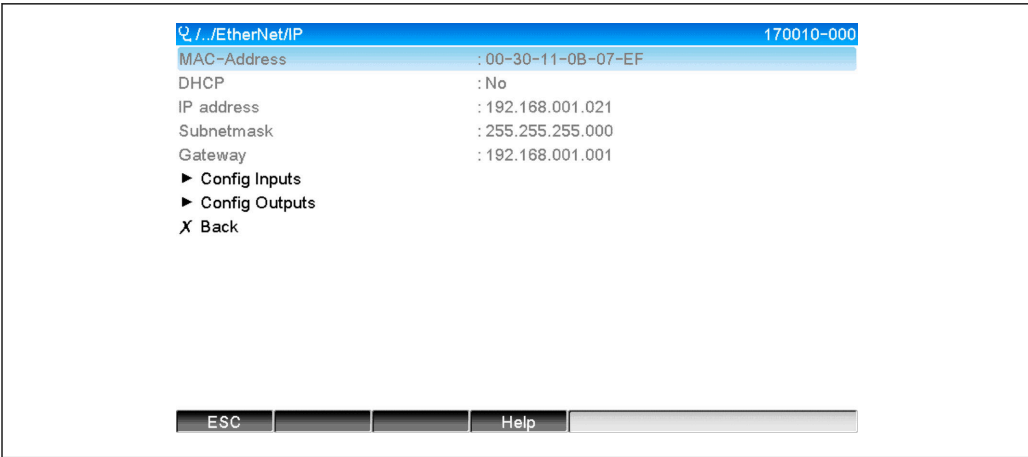 /../EtherNet/IP 170010-000
MAC-Address : 00-30-11-0B-07-EF
DHCP : No
IP address : 192.168.001.021
Subnetmask : 255.255.255.000
Gateway : 192.168.001.001
► Config Inputs
► Config Outputs
X Back
ESC Help